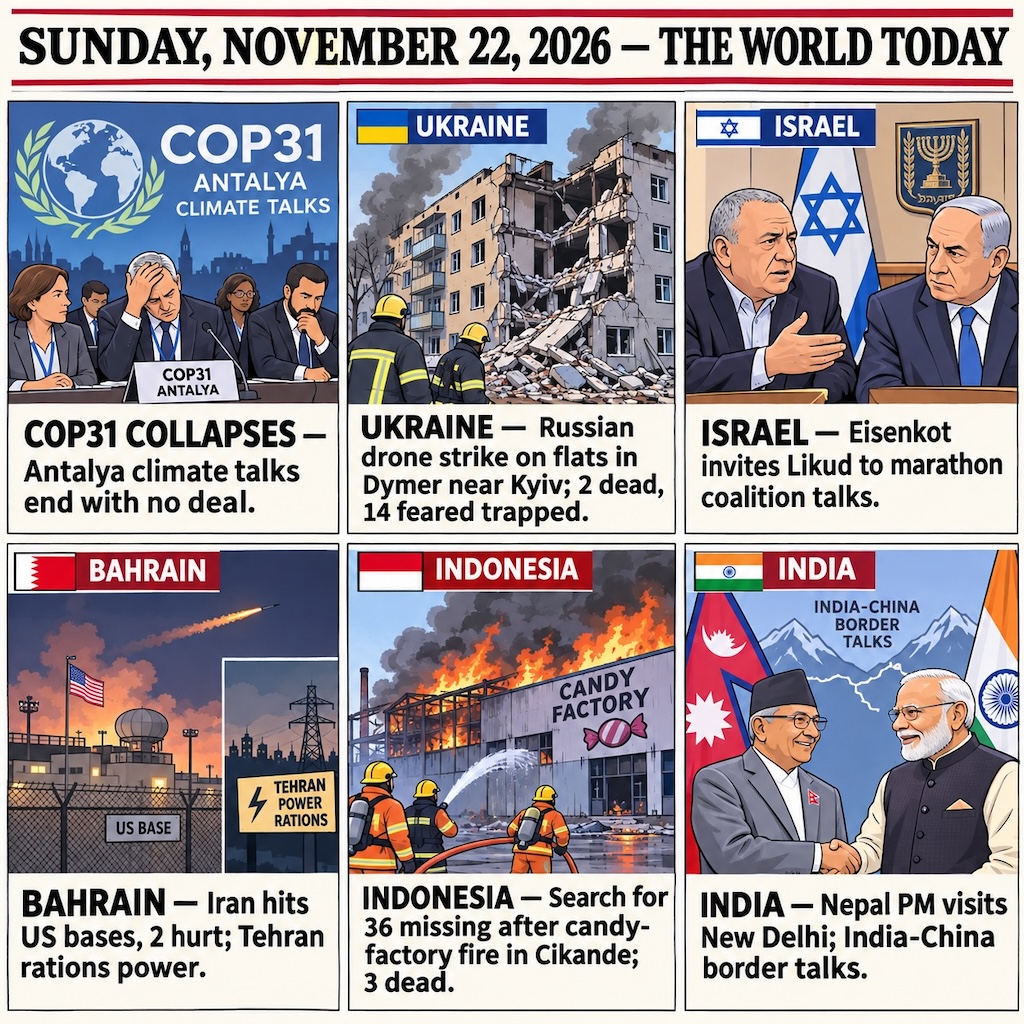 SUNDAY, NOVEMBER 22, 2026 — THE WORLD TODAY
COP31
ANTALYA
CLIMATE TALKS
COP31
ANTALYA
COP31 COLLAPSES —
Antalya climate talks
end with no deal.
UKRAINE
UKRAINE — Russian
drone strike on flats in
Dymer near Kyiv; 2 dead,
14 feared trapped.
ISRAEL
ISRAEL — Eisenkot
invites Likud to marathon
coalition talks.
BAHRAIN
US BASE
TEHRAN
POWER
RATIONS
BAHRAIN — Iran hits
US bases, 2 hurt; Tehran
rations power.
INDONESIA
CANDY
FACTORY
INDONESIA — Search for
36 missing after candy-
factory fire in Cikande;
3 dead.
INDIA
INDIA-CHINA
BORDER
TALKS
INDIA — Nepal PM visits
New Delhi; India-China
border talks.